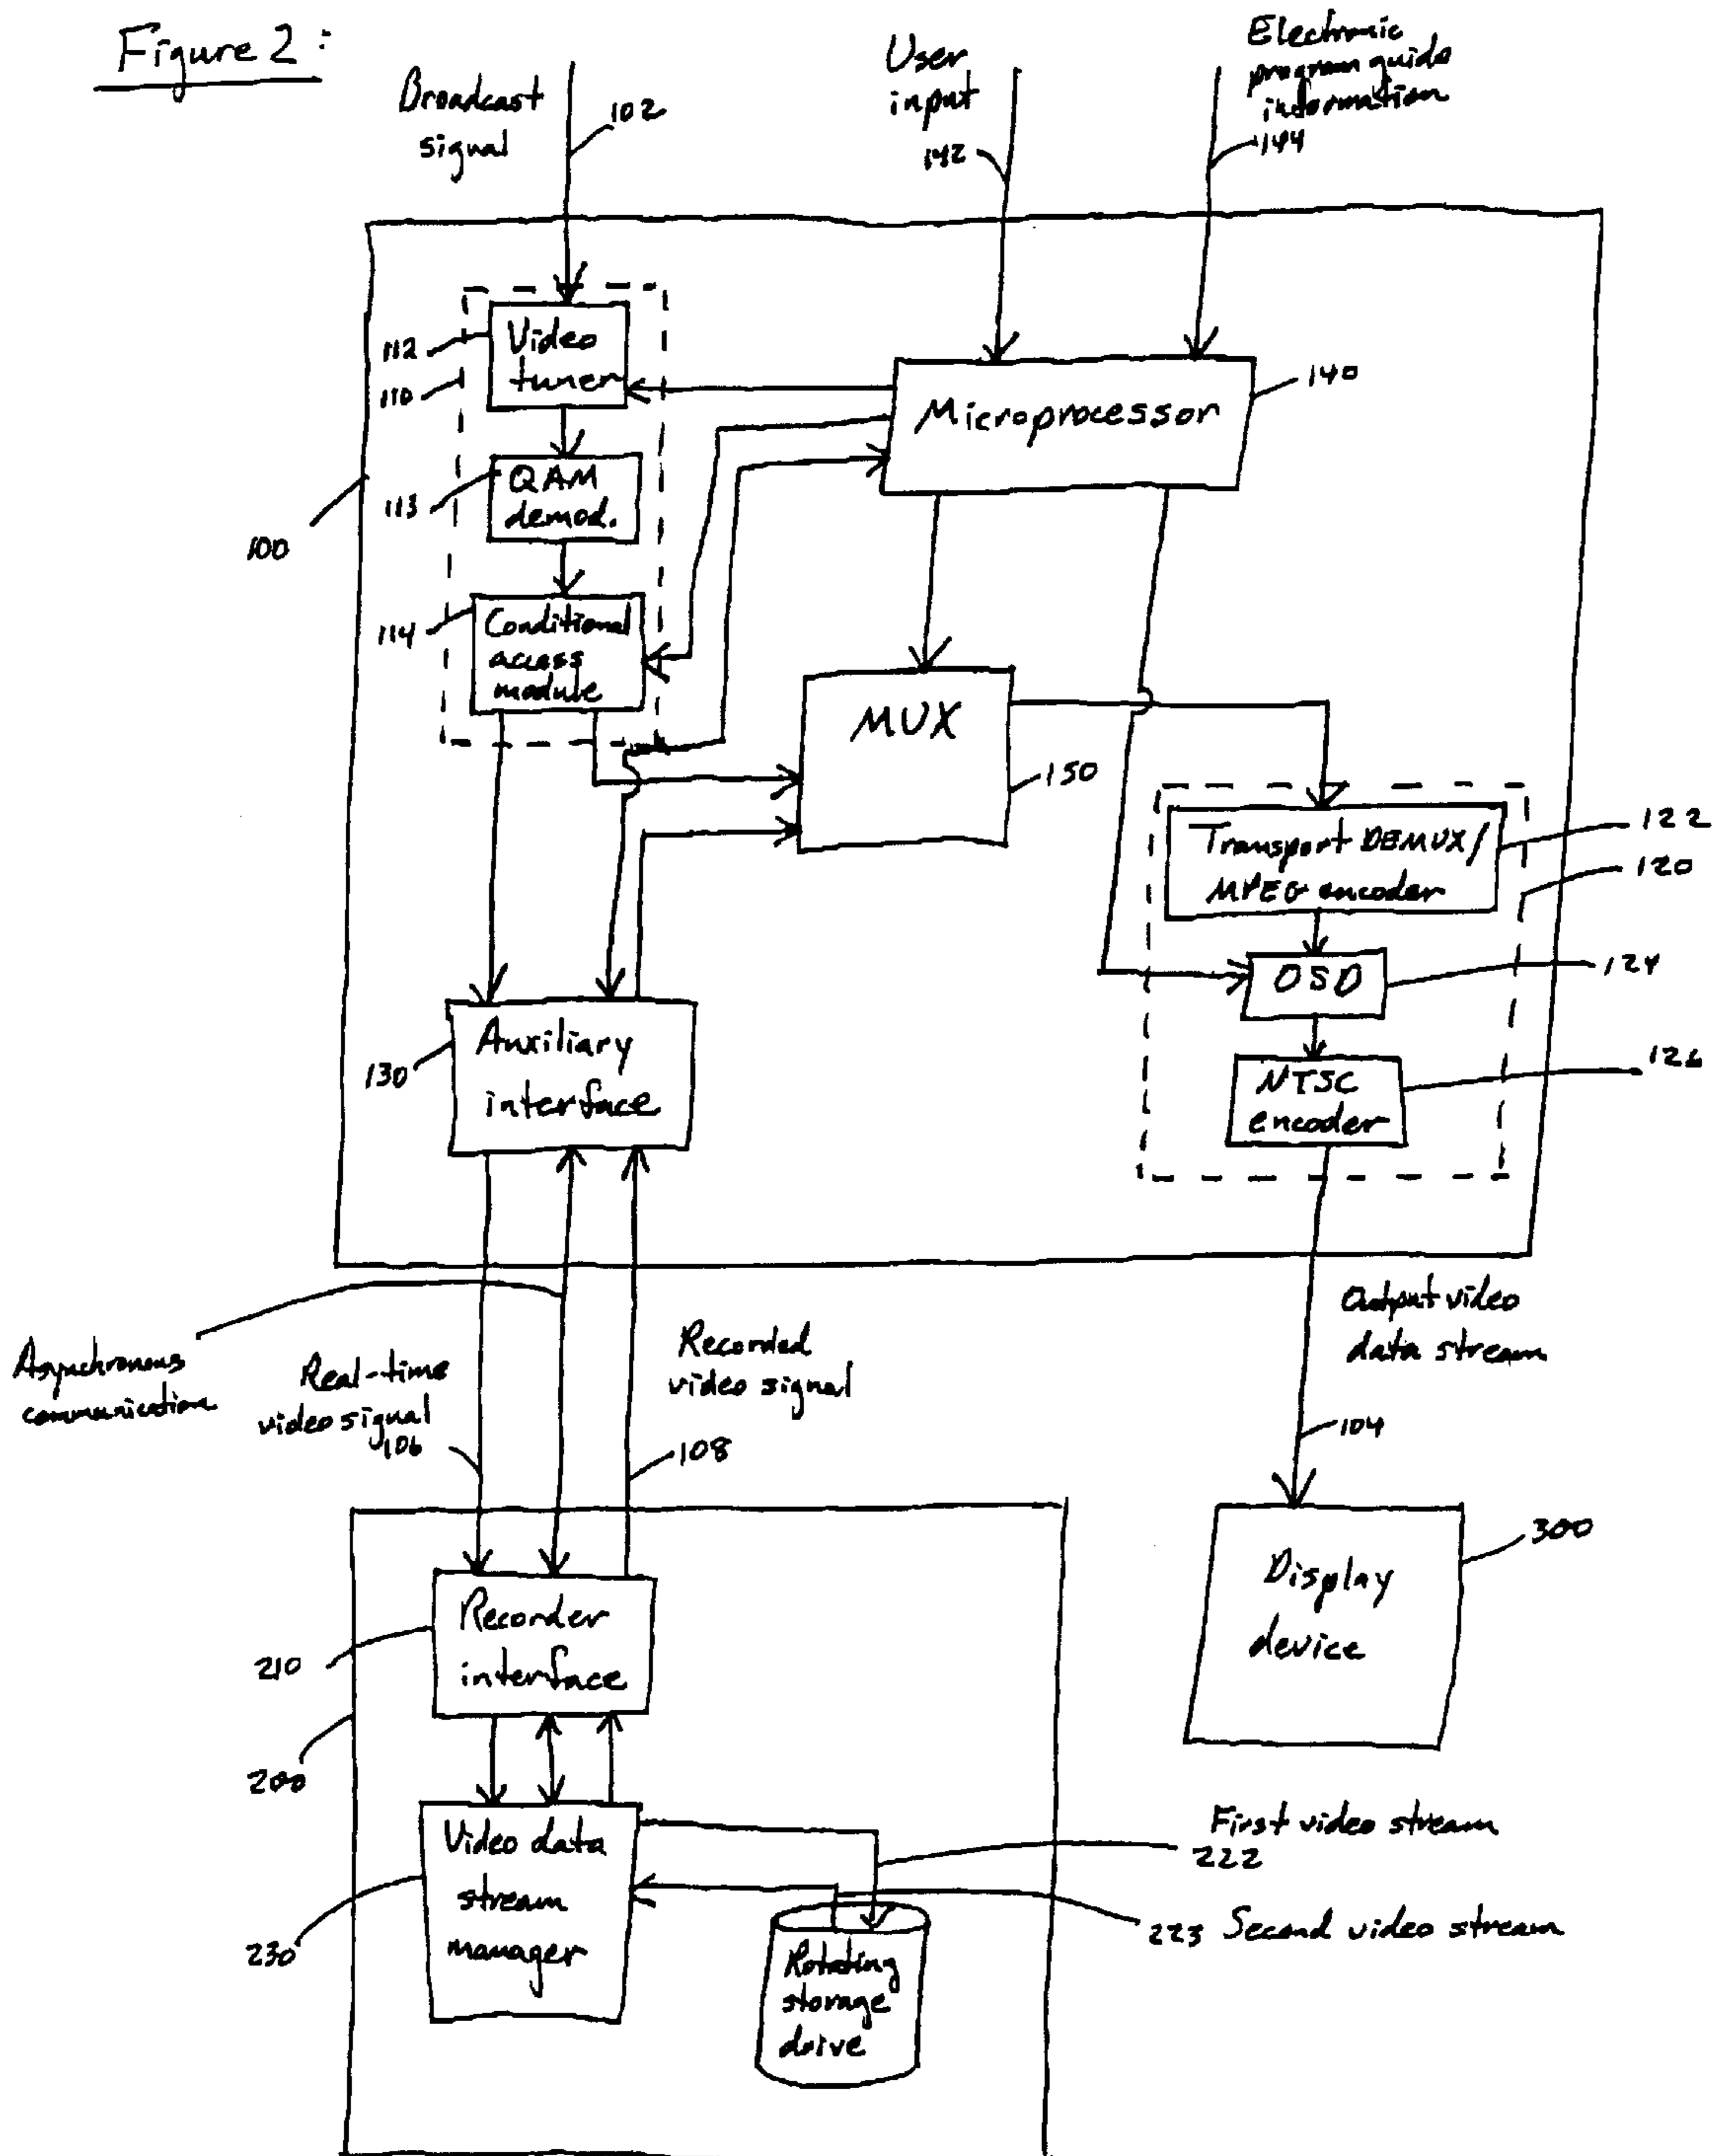 Figure 2:
Broadcast
signal
102
User
input
142
Electronic
program guide
information
144
112
110
Video
tuner
Microprocessor
140
113
QAM
demod.
100
114
Conditional
access
module
MUX
150
Transport DEMUX/
MPEG encoder
122
120
OSD
124
NTSC
encoder
126
130
Auxiliary
interface
Asynchronous
communication
Real-time
video signal
106
Recorded
video signal
108
Output video
data stream
104
Display
device
300
Recorder
interface
210
200
Video data
stream
manager
230
First video stream
222
223 Second video stream
Rotating
storage
drive